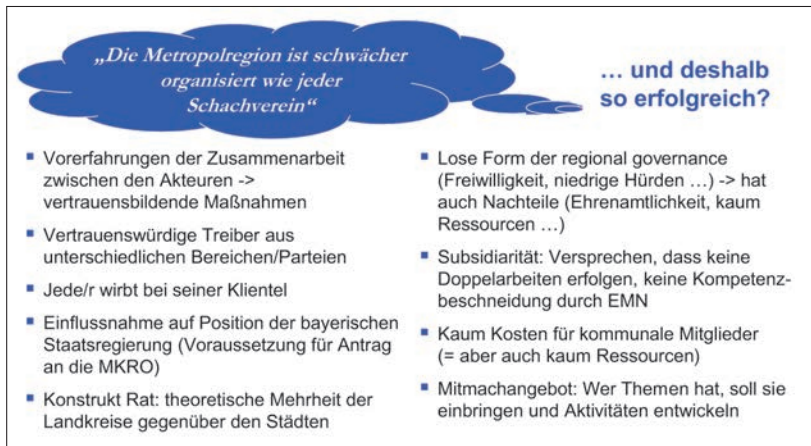 „Die Metropolregion ist schwächer
organisiert wie jeder
Schachverein“
... und deshalb
so erfolgreich?
▪ Vorerfahrungen der Zusammenarbeit
zwischen den Akteuren ->
vertrauensbildende Maßnahmen
▪ Vertrauenswürdige Treiber aus
unterschiedlichen Bereichen/Parteien
▪ Jede/r wirbt bei seiner Klientel
▪ Einflussnahme auf Position der bayerischen
Staatsregierung (Voraussetzung für Antrag
an die MKRO)
▪ Konstrukt Rat: theoretische Mehrheit der
Landkreise gegenüber den Städten
▪ Lose Form der regional governance
(Freiwilligkeit, niedrige Hürden ...) -> hat
auch Nachteile (Ehrenamtlichkeit, kaum
Ressourcen ...)
▪ Subsidiarität: Versprechen, dass keine
Doppelarbeiten erfolgen, keine Kompetenz-
beschneidung durch EMN
▪ Kaum Kosten für kommunale Mitglieder
(= aber auch kaum Ressourcen)
▪ Mitmachangebot: Wer Themen hat, soll sie
einbringen und Aktivitäten entwickeln